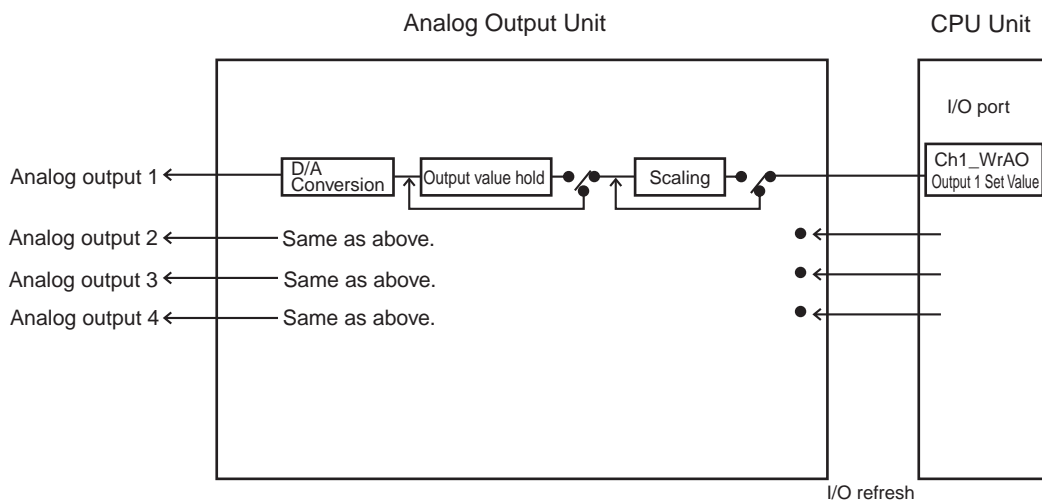 Analog Output Unit
CPU Unit
I/O port
Analog output 1
D/A
Conversion
Output value hold
Scaling
Ch1_WrAO
Output 1 Set Value
Analog output 2
Same as above.
Analog output 3
Same as above.
Analog output 4
Same as above.
I/O refresh